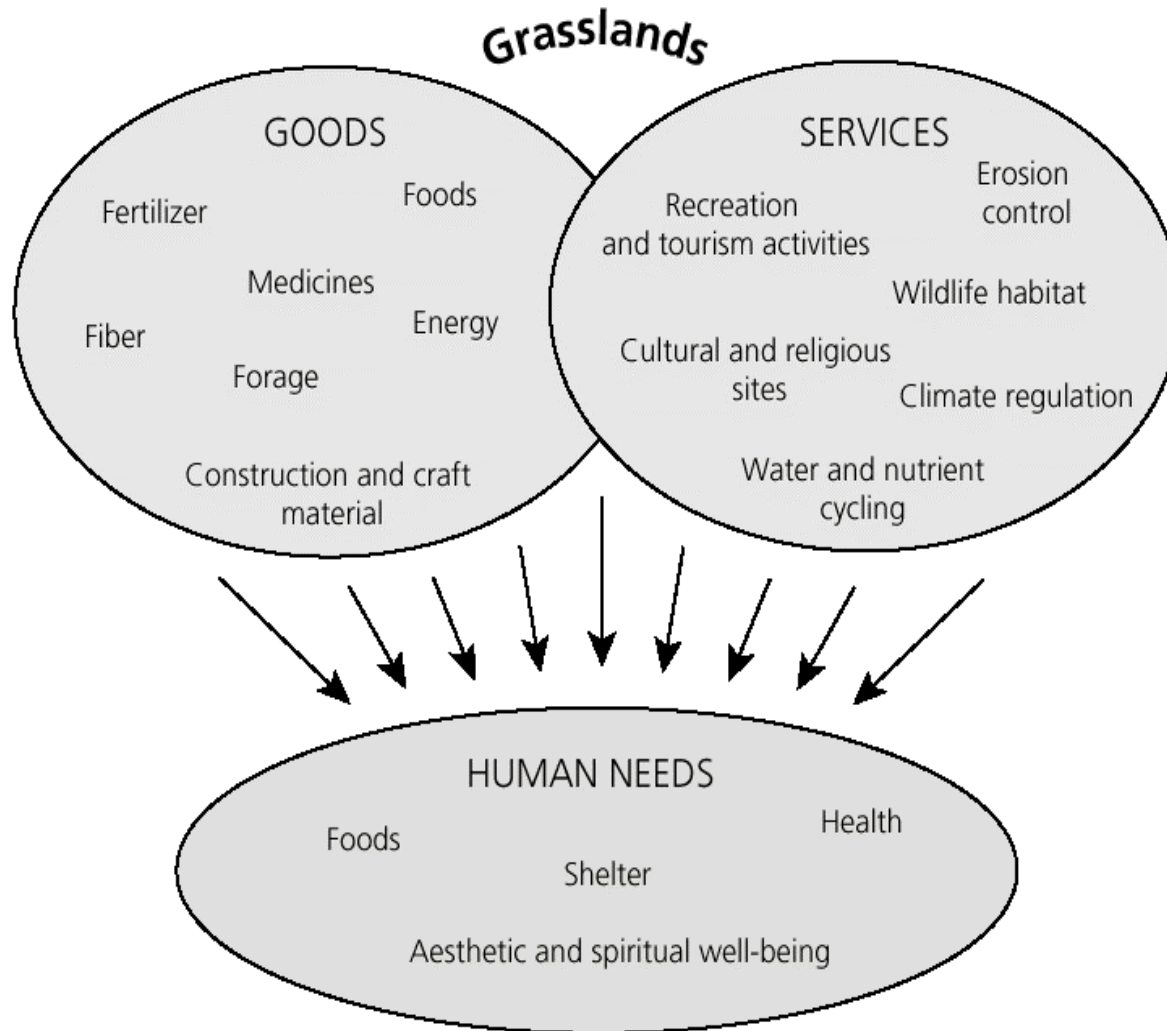 Grasslands
GOODS
Fertilizer
Foods
Medicines
Fiber
Energy
Forage
Construction and craft
material
SERVICES
Erosion
control
Recreation
and tourism activities
Wildlife habitat
Cultural and religious
sites
Climate regulation
Water and nutrient
cycling
HUMAN NEEDS
Foods
Health
Shelter
Aesthetic and spiritual well-being